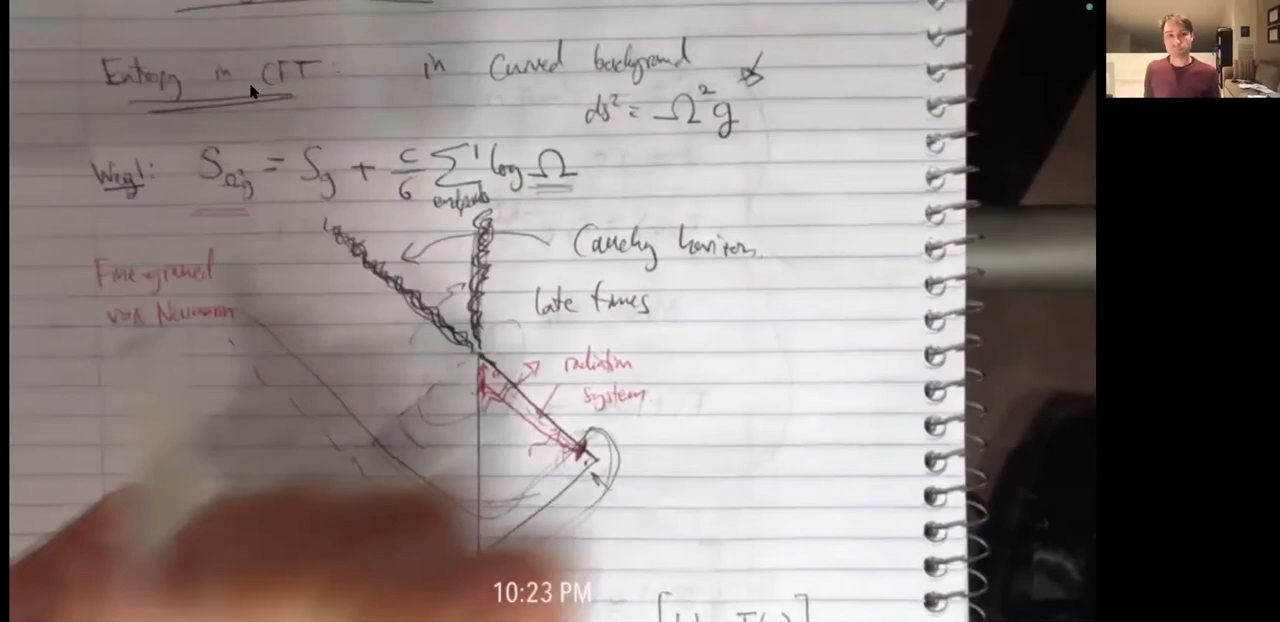 Entropy in CFT: in Curved background
ds² = Ω²g
Weyl: S_Ω²g = S_g + c/6 Σ log Ω
endpoints
Cauchy horizon
Fine-grained
von Neumann
late times
radiation
system
10:23 PM